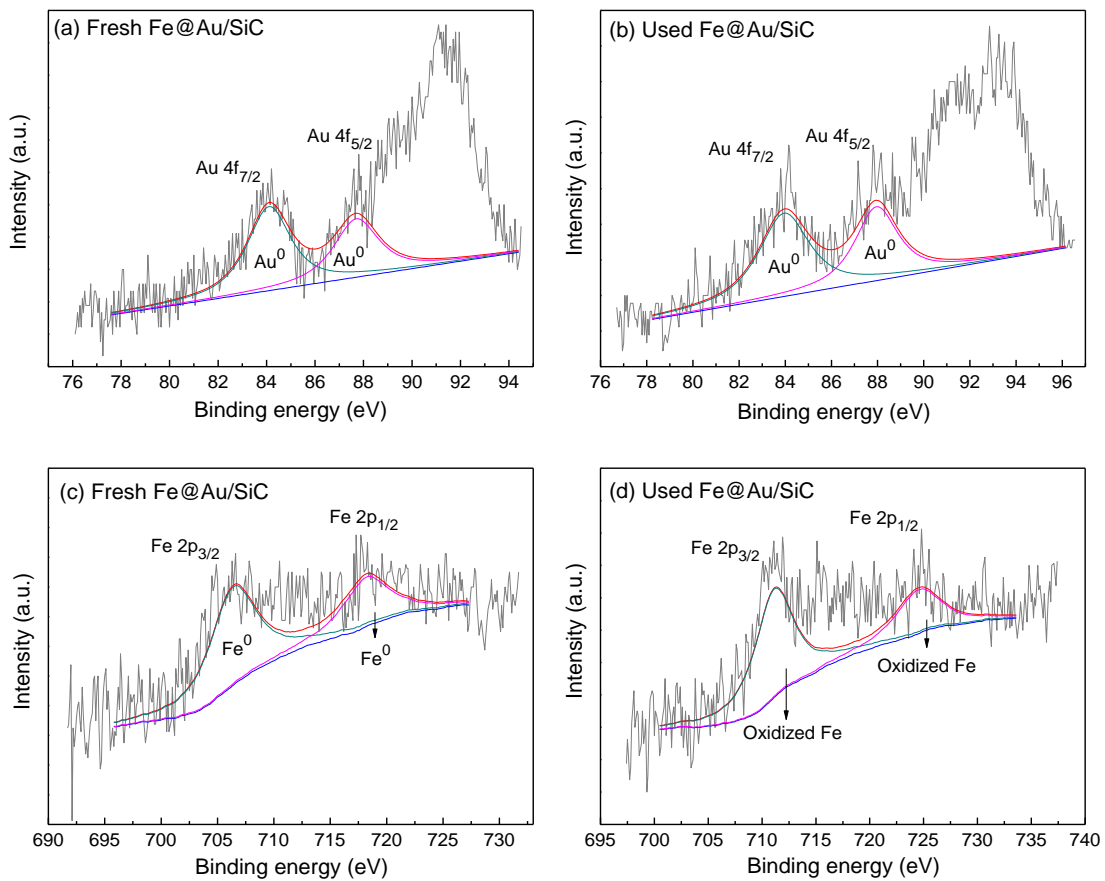 (a) Fresh Fe@Au/SiC
Au 4f7/2
Au 4f5/2
Au0
Au0
Intensity (a.u.)
76 78 80 82 84 86 88 90 92 94
Binding energy (eV)
(b) Used Fe@Au/SiC
Au 4f7/2
Au 4f5/2
Au0
Au0
Intensity (a.u.)
76 78 80 82 84 86 88 90 92 94 96
Binding energy (eV)
(c) Fresh Fe@Au/SiC
Fe 2p1/2
Fe 2p3/2
Fe0
Fe0
Intensity (a.u.)
690 695 700 705 710 715 720 725 730
Binding energy (eV)
(d) Used Fe@Au/SiC
Fe 2p1/2
Fe 2p3/2
Oxidized Fe
Oxidized Fe
Intensity (a.u.)
695 700 705 710 715 720 725 730 735 740
Binding energy (eV)